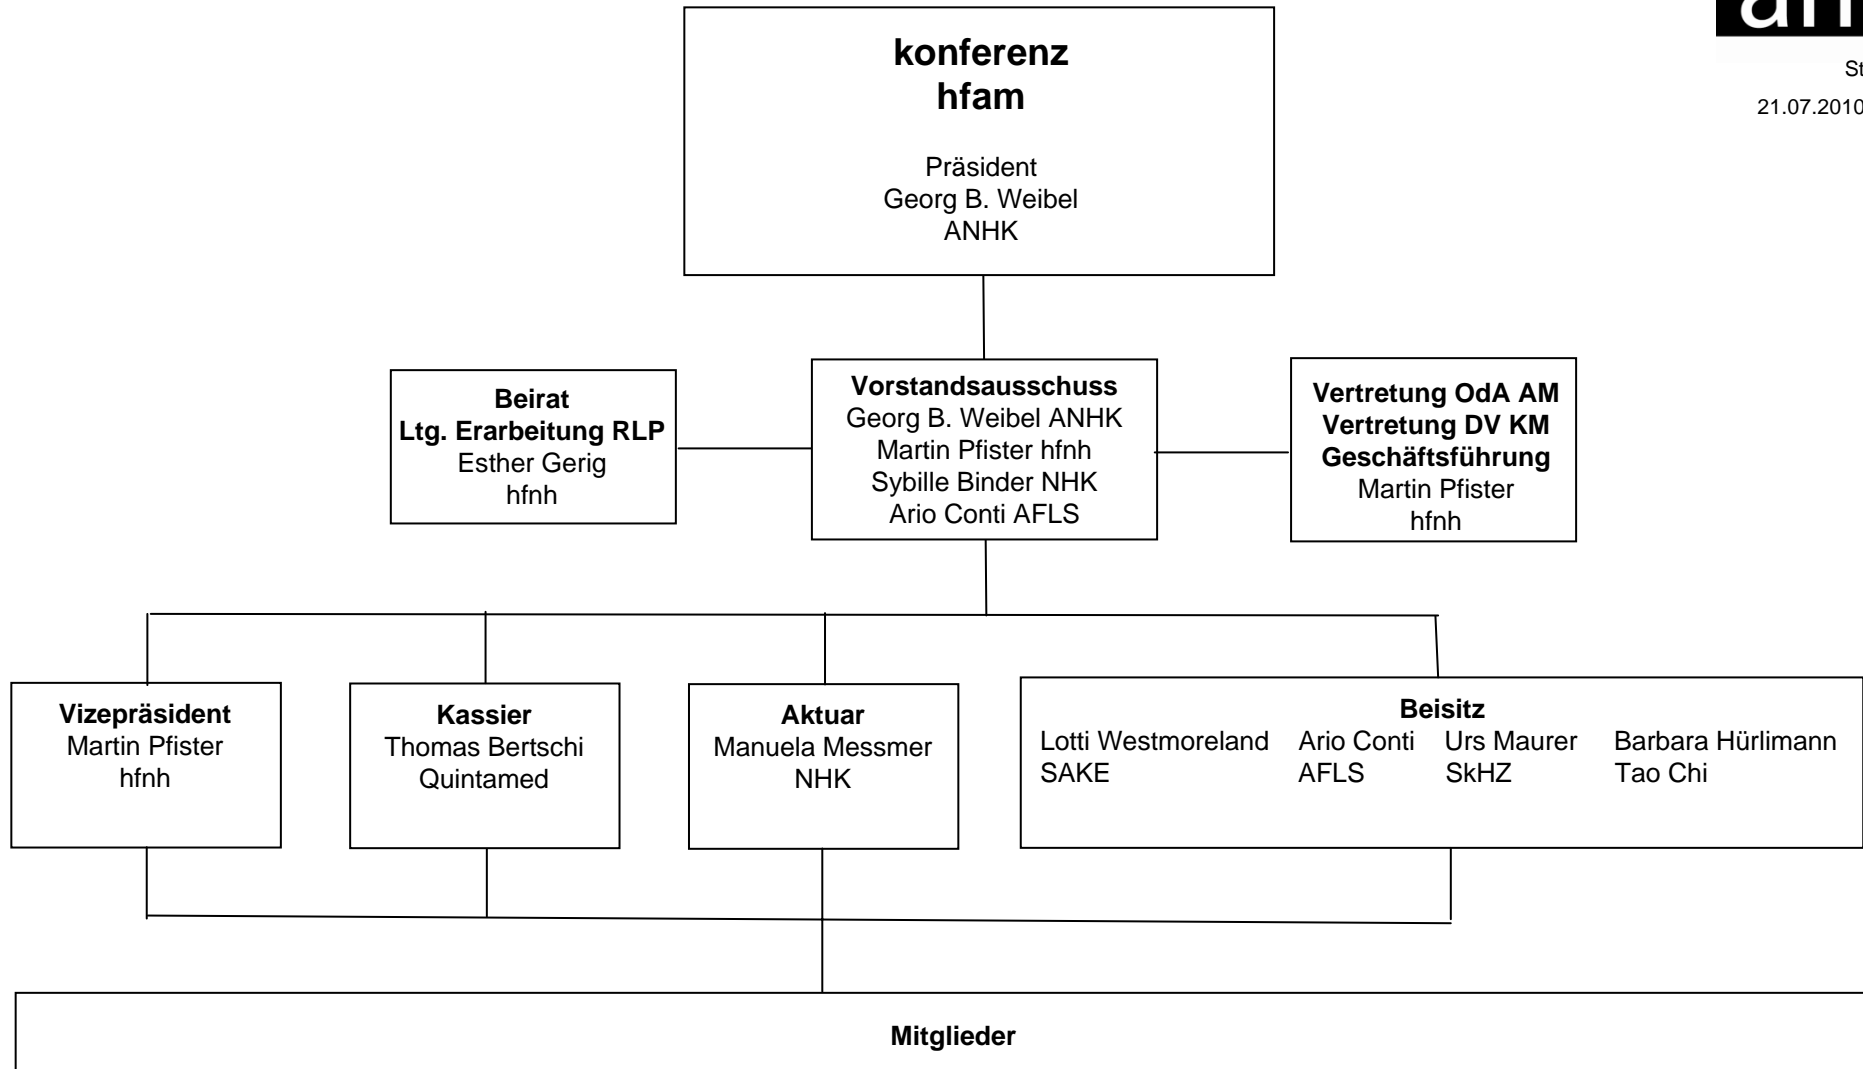 konferenz
hfam
Präsident
Georg B. Weibel
ANHK
21.07.2010
Beirat
Ltg. Erarbeitung RLP
Esther Gerig
hfnh
Vorstandsausschuss
Georg B. Weibel ANHK
Martin Pfister hfnh
Sybille Binder NHK
Ario Conti AFLS
Vertretung OdA AM
Vertretung DV KM
Geschäftsführung
Martin Pfister
hfnh
Vizepräsident
Martin Pfister
hfnh
Kassier
Thomas Bertschi
Quintamed
Aktuar
Manuela Messmer
NHK
Beisitz
Lotti Westmoreland Ario Conti Urs Maurer Barbara Hürlimann
SAKE AFLS SkHZ Tao Chi
Mitglieder